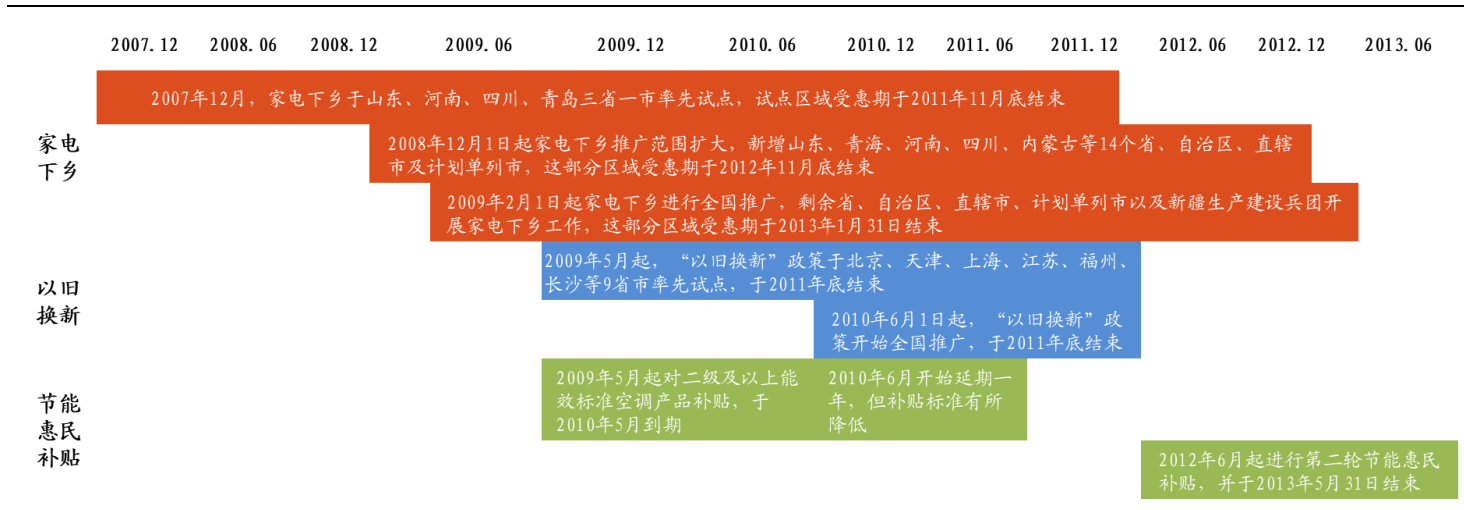 2007.12 2008.06 2008.12 2009.06 2009.12 2010.06 2010.12 2011.06 2011.12 2012.06 2012.12 2013.06
家电
下乡
2007年12月，家电下乡于山东、河南、四川、青岛三省一市率先试点，试点区域受惠期于2011年11月底结束
2008年12月1日起家电下乡推广范围扩大，新增山东、青海、河南、四川、内蒙古等14个省、自治区、直辖
市及计划单列市，这部分区域受惠期于2012年11月底结束
2009年2月1日起家电下乡进行全国推广，剩余省、自治区、直辖市、计划单列市以及新疆生产建设兵团开
展家电下乡工作，这部分区域受惠期于2013年1月31日结束
以旧
换新
2009年5月起，“以旧换新”政策于北京、天津、上海、江苏、福州、
长沙等9省市率先试点，于2011年底结束
2010年6月1日起，“以旧换新”政
策开始全国推广，于2011年底结束
节能
惠民
补贴
2009年5月起对二级及以上能
效标准空调产品补贴，于
2010年5月到期
2010年6月开始延期一
年，但补贴标准有所
降低
2012年6月起进行第二轮节能惠民
补贴，并于2013年5月31日结束